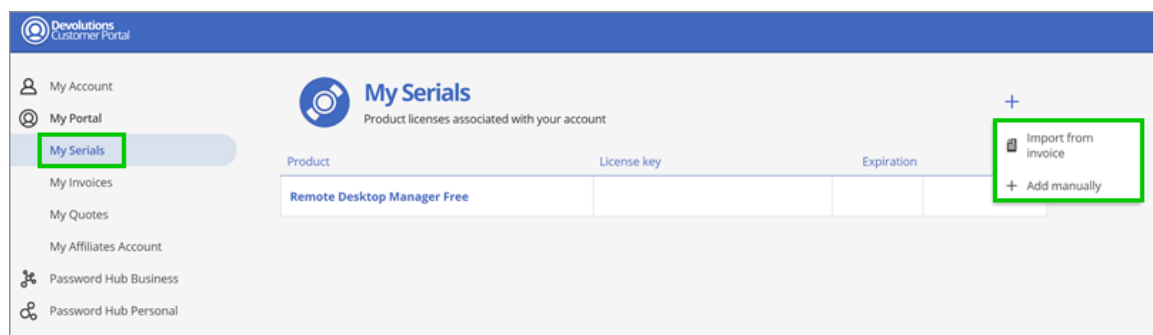 Devolutions
Customer Portal
My Account
My Portal
My Serials
My Invoices
My Quotes
My Affiliates Account
Password Hub Business
Password Hub Personal
My Serials
Product licenses associated with your account
Import from
invoice
Add manually
Product License key Expiration
Remote Desktop Manager Free